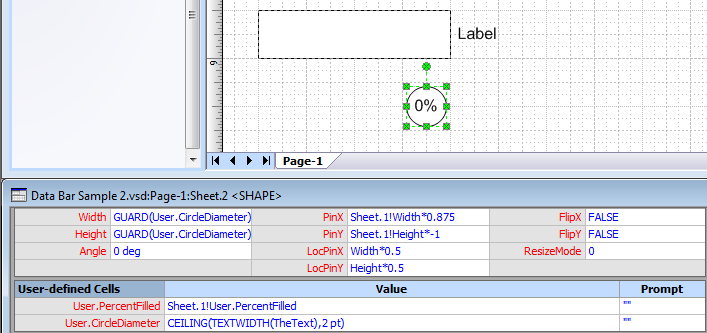 Label
9
0%
Page-1
Data Bar Sample 2.vsd:Page-1:Sheet.2 <SHAPE>
Width GUARD(User.CircleDiameter) PinX Sheet.1!Width*0.875 FlipX FALSE
Height GUARD(User.CircleDiameter) PinY Sheet.1!Height*-1 FlipY FALSE
Angle 0 deg LocPinX Width*0.5 ResizeMode 0
LocPinY Height*0.5
User-defined Cells Value Prompt
User.PercentFilled Sheet.1!User.PercentFilled ""
User.CircleDiameter CEILING(TEXTWIDTH(TheText),2 pt) ""